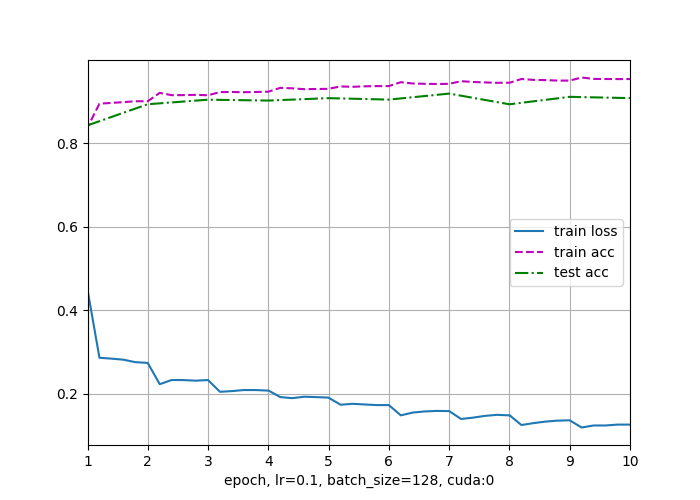 0.8
0.6
0.4
0.2
train loss
train acc
test acc
1 2 3 4 5 6 7 8 9 10
epoch, lr=0.1, batch_size=128, cuda:0